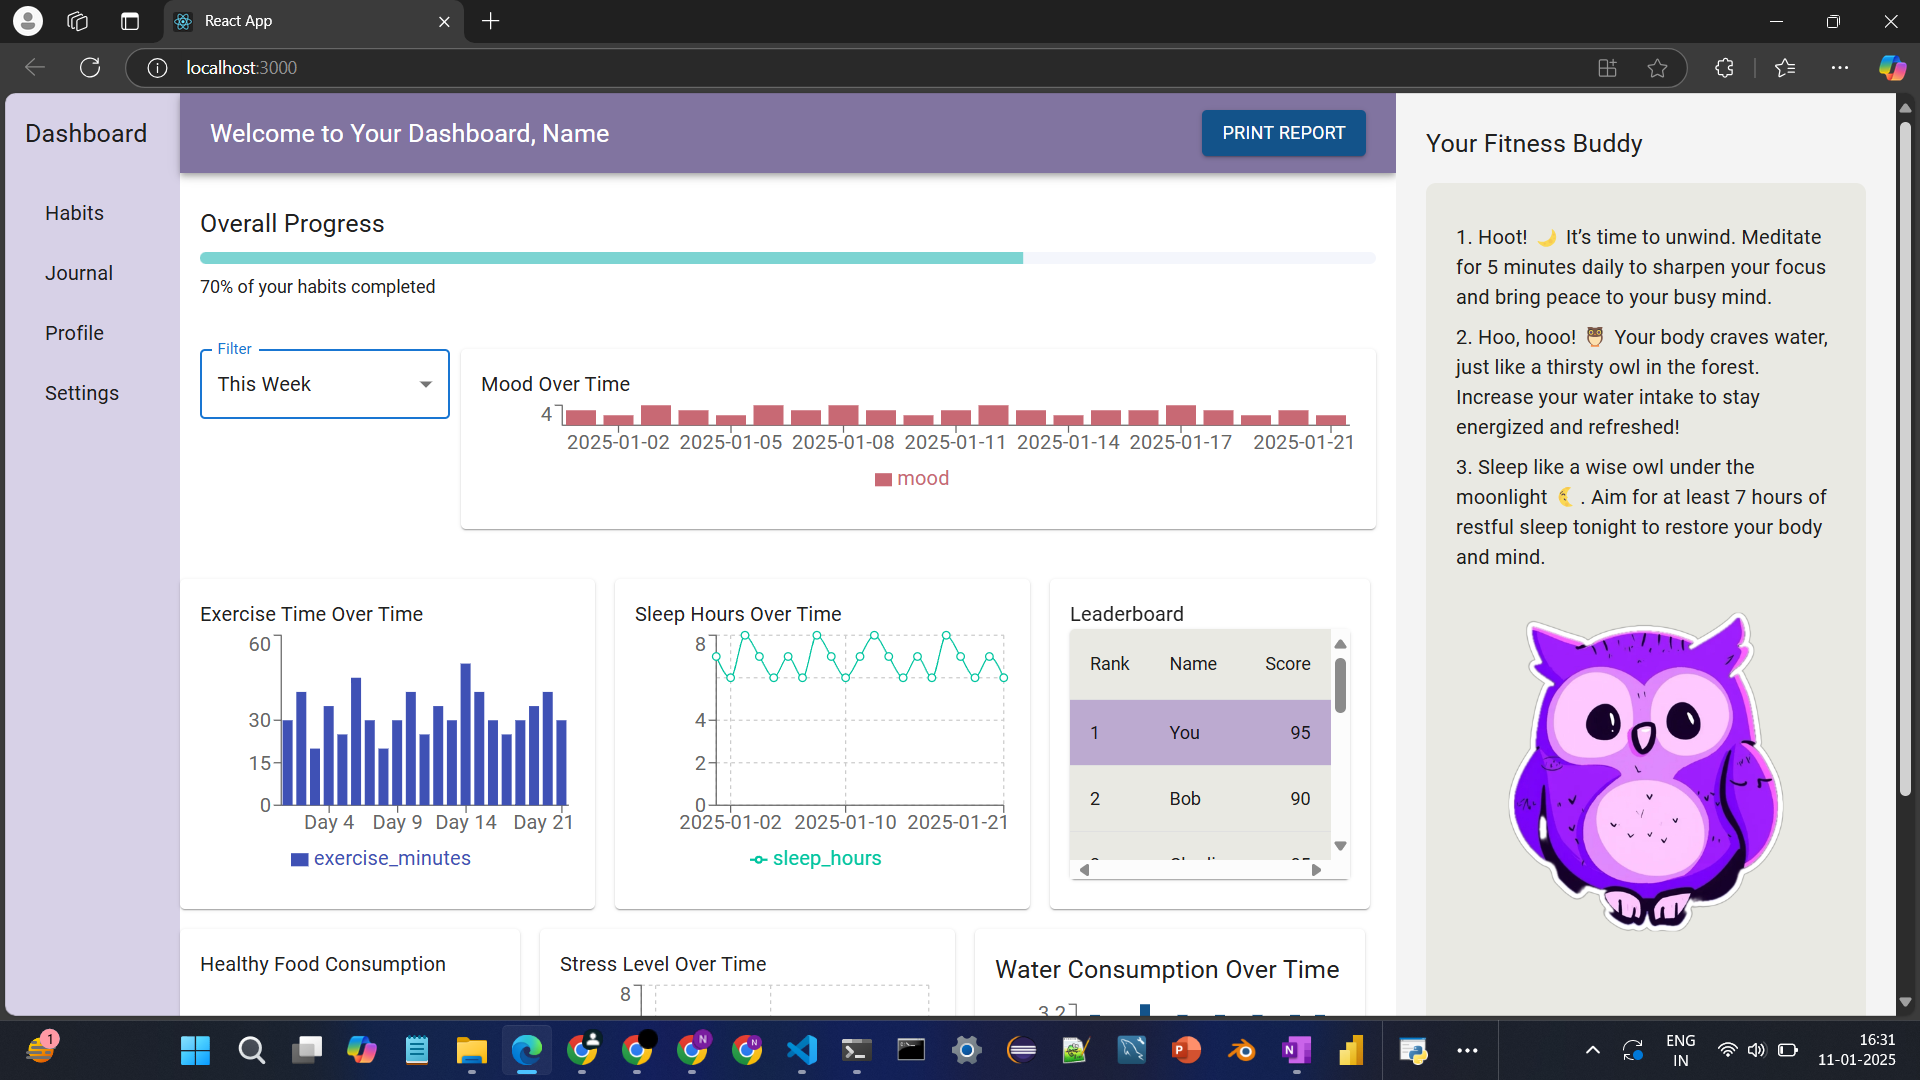 React App
localhost:3000
Dashboard
Habits
Journal
Profile
Settings
Welcome to Your Dashboard, Name
PRINT REPORT
Overall Progress
70% of your habits completed
Filter
This Week
Mood Over Time
4
2025-01-02 2025-01-05 2025-01-08 2025-01-11 2025-01-14 2025-01-17 2025-01-21
mood
Exercise Time Over Time
60
30
15
0
Day 4 Day 9 Day 14 Day 21
exercise_minutes
Sleep Hours Over Time
8
4
2
0
2025-01-02 2025-01-10 2025-01-21
sleep_hours
Leaderboard
Rank Name Score
1 You 95
2 Bob 90
Healthy Food Consumption
Stress Level Over Time
8
Water Consumption Over Time
3.2
Your Fitness Buddy
1. Hoot! 🌙 It’s time to unwind. Meditate
for 5 minutes daily to sharpen your focus
and bring peace to your busy mind.
2. Hoo, hooo! 🦉 Your body craves water,
just like a thirsty owl in the forest.
Increase your water intake to stay
energized and refreshed!
3. Sleep like a wise owl under the
moonlight 🌜. Aim for at least 7 hours of
restful sleep tonight to restore your body
and mind.
1
N
N
N
P
ENG
IN
16:31
11-01-2025